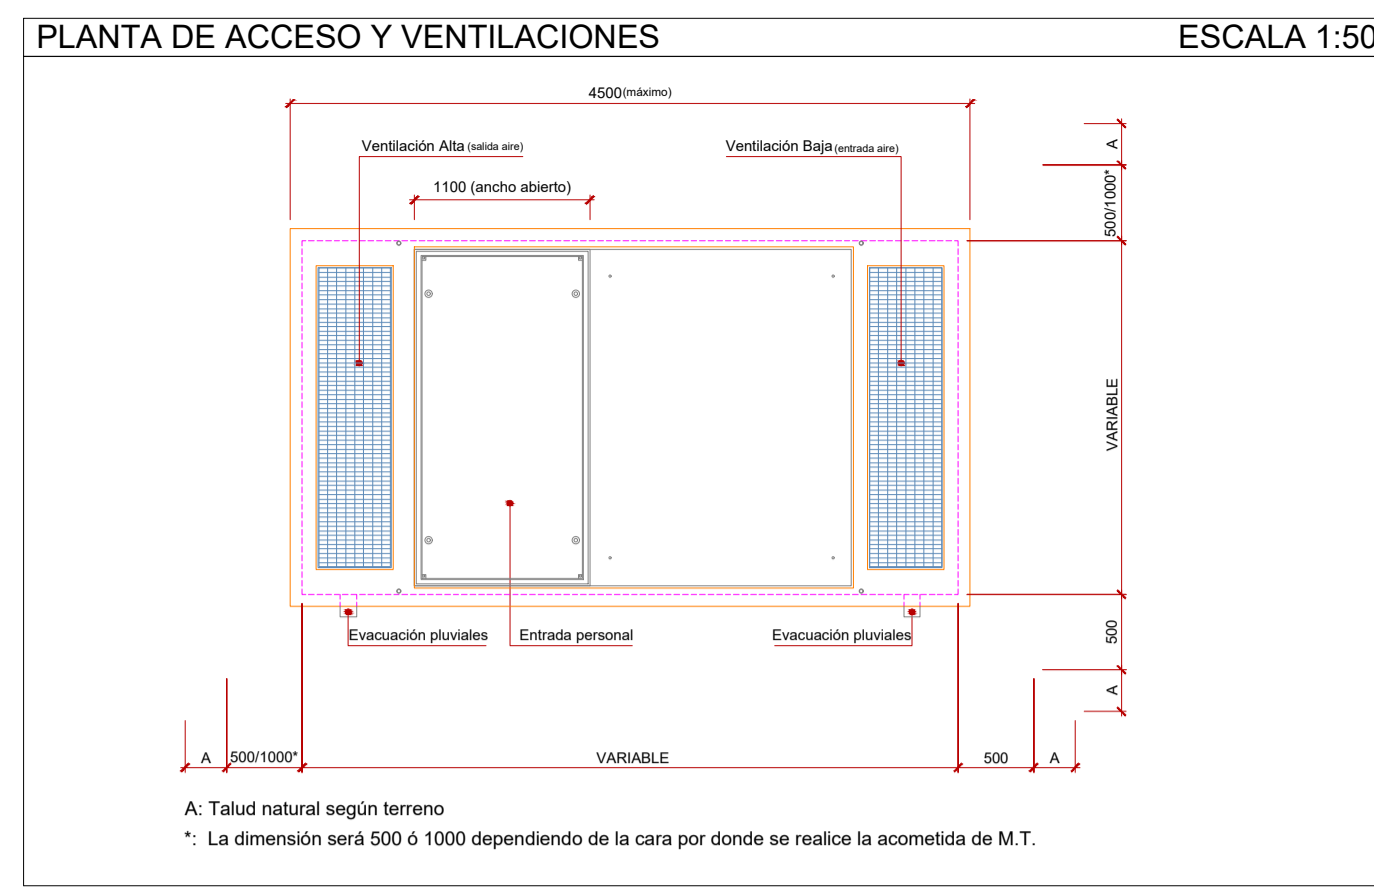 PLANTA DE ACCESO Y VENTILACIONES
ESCALA 1:50
4500(máximo)
Ventilación Alta (salida aire)
Ventilación Baja (entrada aire)
A
1100 (ancho abierto)
500/1000*
VARIABLE
500
A
Evacuación pluviales
Entrada personal
Evacuación pluviales
A
500/1000*
VARIABLE
500
A
A: Talud natural según terreno
*: La dimensión será 500 ó 1000 dependiendo de la cara por donde se realice la acometida de M.T.